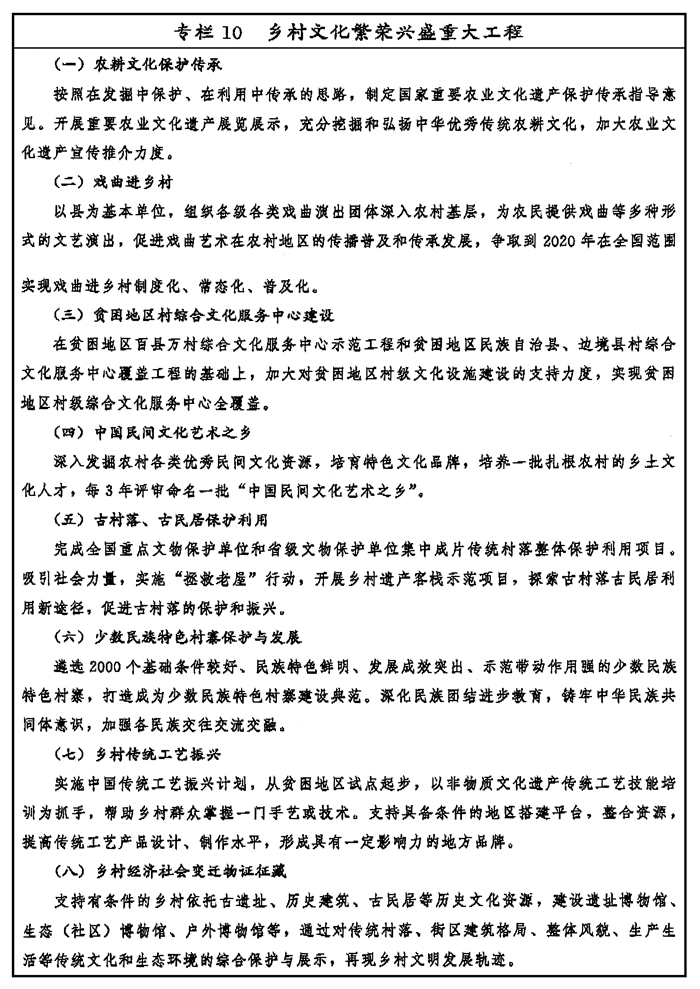 专栏 10　乡村文化繁荣兴盛重大工程
（一）农耕文化保护传承
按照在发掘中保护、在利用中传承的思路，制定国家重要农业文化遗产保护传承指导意
见。开展重要农业文化遗产展览展示，充分挖掘和弘扬中华优秀传统农耕文化，加大农业文
化遗产宣传推介力度。
（二）戏曲进乡村
以县为基本单位，组织各级各类戏曲演出团体深入农村基层，为农民提供戏曲等多种形
式的文艺演出，促进戏曲艺术在农村地区的传播普及和传承发展，争取到 2020 年在全国范围
实现戏曲进乡村制度化、常态化、普及化。
（三）贫困地区村综合文化服务中心建设
在贫困地区百县万村综合文化服务中心示范工程和贫困地区民族自治县、边境县村综合
文化服务中心覆盖工程的基础上，加大对贫困地区村级文化设施建设的支持力度，实现贫困
地区村级综合文化服务中心全覆盖。
（四）中国民间文化艺术之乡
深入发掘农村各类优秀民间文化资源，培育特色文化品牌，培养一批扎根农村的乡土文
化人才，每 3 年评审命名一批“中国民间文化艺术之乡”。
（五）古村落、古民居保护利用
完成全国重点文物保护单位和省级文物保护单位集中成片传统村落整体保护利用项目。
吸引社会力量，实施“拯救老屋”行动，开展乡村遗产客栈示范项目，探索古村落古民居利
用新途径，促进古村落的保护和振兴。
（六）少数民族特色村寨保护与发展
遴选 2000 个基础条件较好、民族特色鲜明、发展成效突出、示范带动作用强的少数民族
特色村寨，打造成为少数民族特色村寨建设典范。深化民族团结进步教育，铸牢中华民族共
同体意识，加强各民族交往交流交融。
（七）乡村传统工艺振兴
实施中国传统工艺振兴计划，从贫困地区试点起步，以非物质文化遗产传统工艺技能培
训为抓手，帮助乡村群众掌握一门手艺或技术。支持具备条件的地区搭建平台，整合资源，
提高传统工艺产品设计、制作水平，形成具有一定影响力的地方品牌。
（八）乡村经济社会变迁物证征藏
支持有条件的乡村依托古遗址、历史建筑、古民居等历史文化资源，建设遗址博物馆、
生态（社区）博物馆、户外博物馆等，通过对传统村落、街区建筑格局、整体风貌、生产生
活等传统文化和生态环境的综合保护与展示，再现乡村文明发展轨迹。